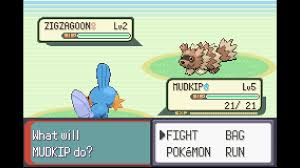 ZIGZAGOON♂ Lv2
MUDKIP♂ Lv5
21/ 21
What will
MUDKIP do?
FIGHT BAG
POKéMON RUN